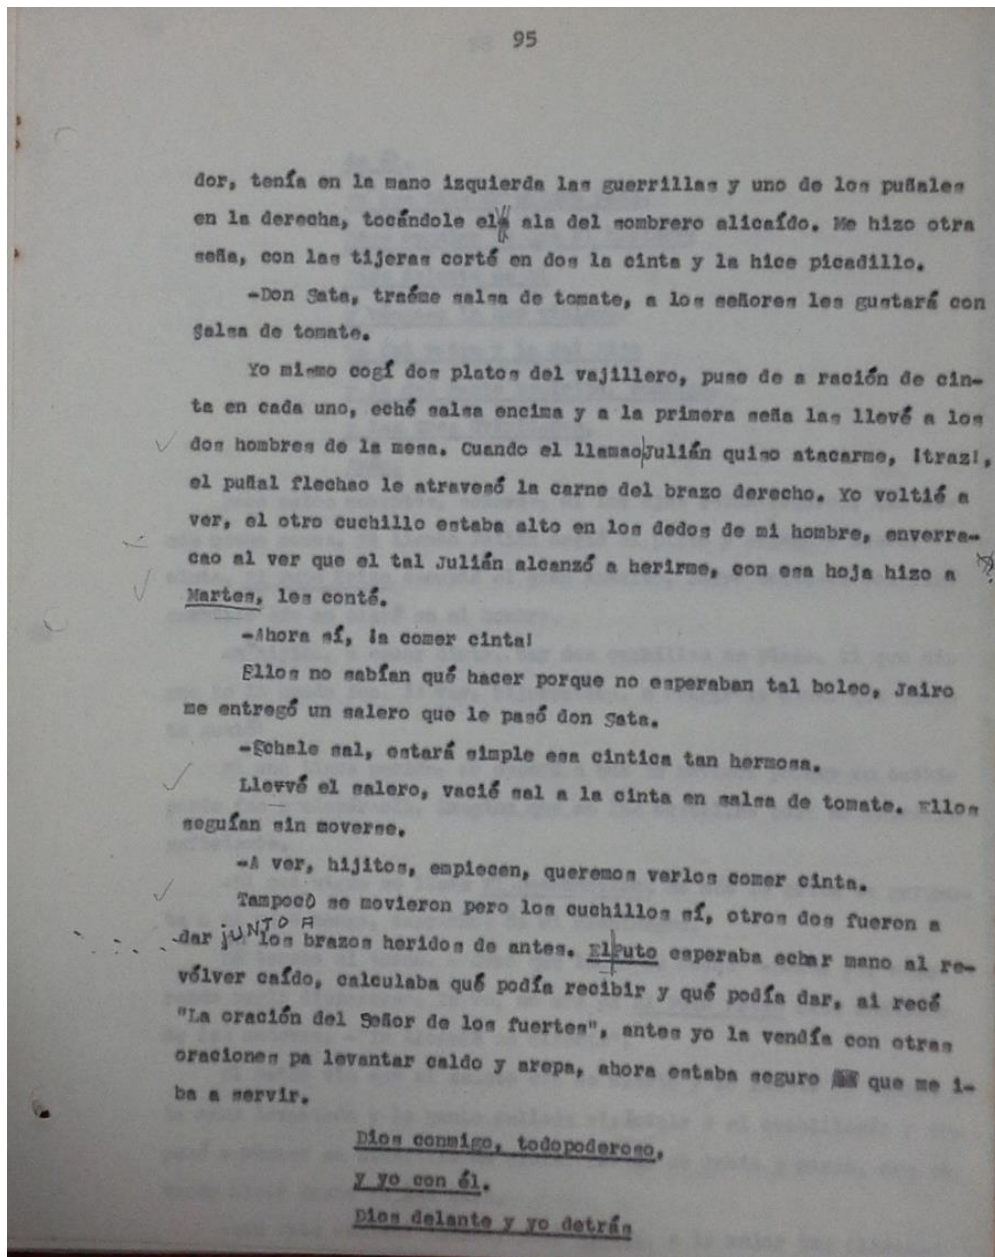 95
dor, tenía en la mano izquierda las guerrillas y uno de los puñales
en la derecha, tocándole el ala del sombrero alicaído. Me hizo otra
seña, con las tijeras corté en dos la cinta y la hice picadillo.
-Don Sata, tráeme salsa de tomate, a los señores les gustará con
Salsa de tomate.
Yo mismo cogí dos platos del vajillero, puse de a ración de cin-
ta en cada uno, eché salsa encima y a la primera seña las llevé a los
dos hombres de la mesa. Cuando el llamao Julián quiso atacarme, ¡traz!,
el puñal flechao le atravesó la carne del brazo derecho. Yo voltié a
ver, el otro cuchillo estaba alto en los dedos de mi hombre, enverra-
cao al ver que el tal Julián alcanzó a herirme, con esa hoja hizo a
Martes, les conté.
-Ahora sí, ¡a comer cinta!
Ellos no sabían qué hacer porque no esperaban tal boleo, Jairo
me entregó un salero que le pasó don Sata.
-Echale sal, estará simple esa cintica tan hermosa.
Llevé el salero, vació sal a la cinta en salsa de tomate. Ellos
seguían sin moverse.
-A ver, hijitos, empiecen, queremos verlos comer cinta.
Tampoco se movieron pero los cuchillos sí, otros dos fueron a
dar JUNTO A los brazos heridos de antes. El Puto esperaba echar mano al re-
vólver caído, calculaba qué podía recibir y qué podía dar, ai recé
"La oración del Señor de los fuertes", antes yo la vendía con otras
oraciones pa levantar caldo y arepa, ahora estaba seguro que me i-
ba a servir.
Dios conmigo, todopoderoso,
y yo con él.
Dios delante y yo detrás